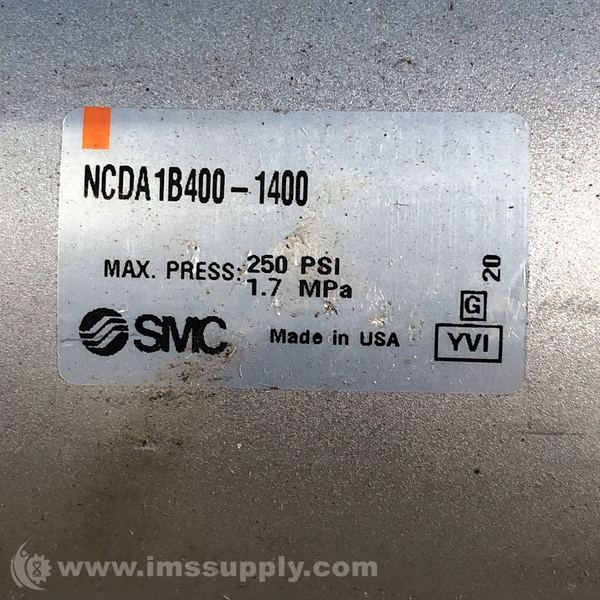 NCDA1B400-1400
MAX. PRESS: 250 PSI
1.7 MPa
SMC
Made in USA
20
G
YVI
www.imssupply.com